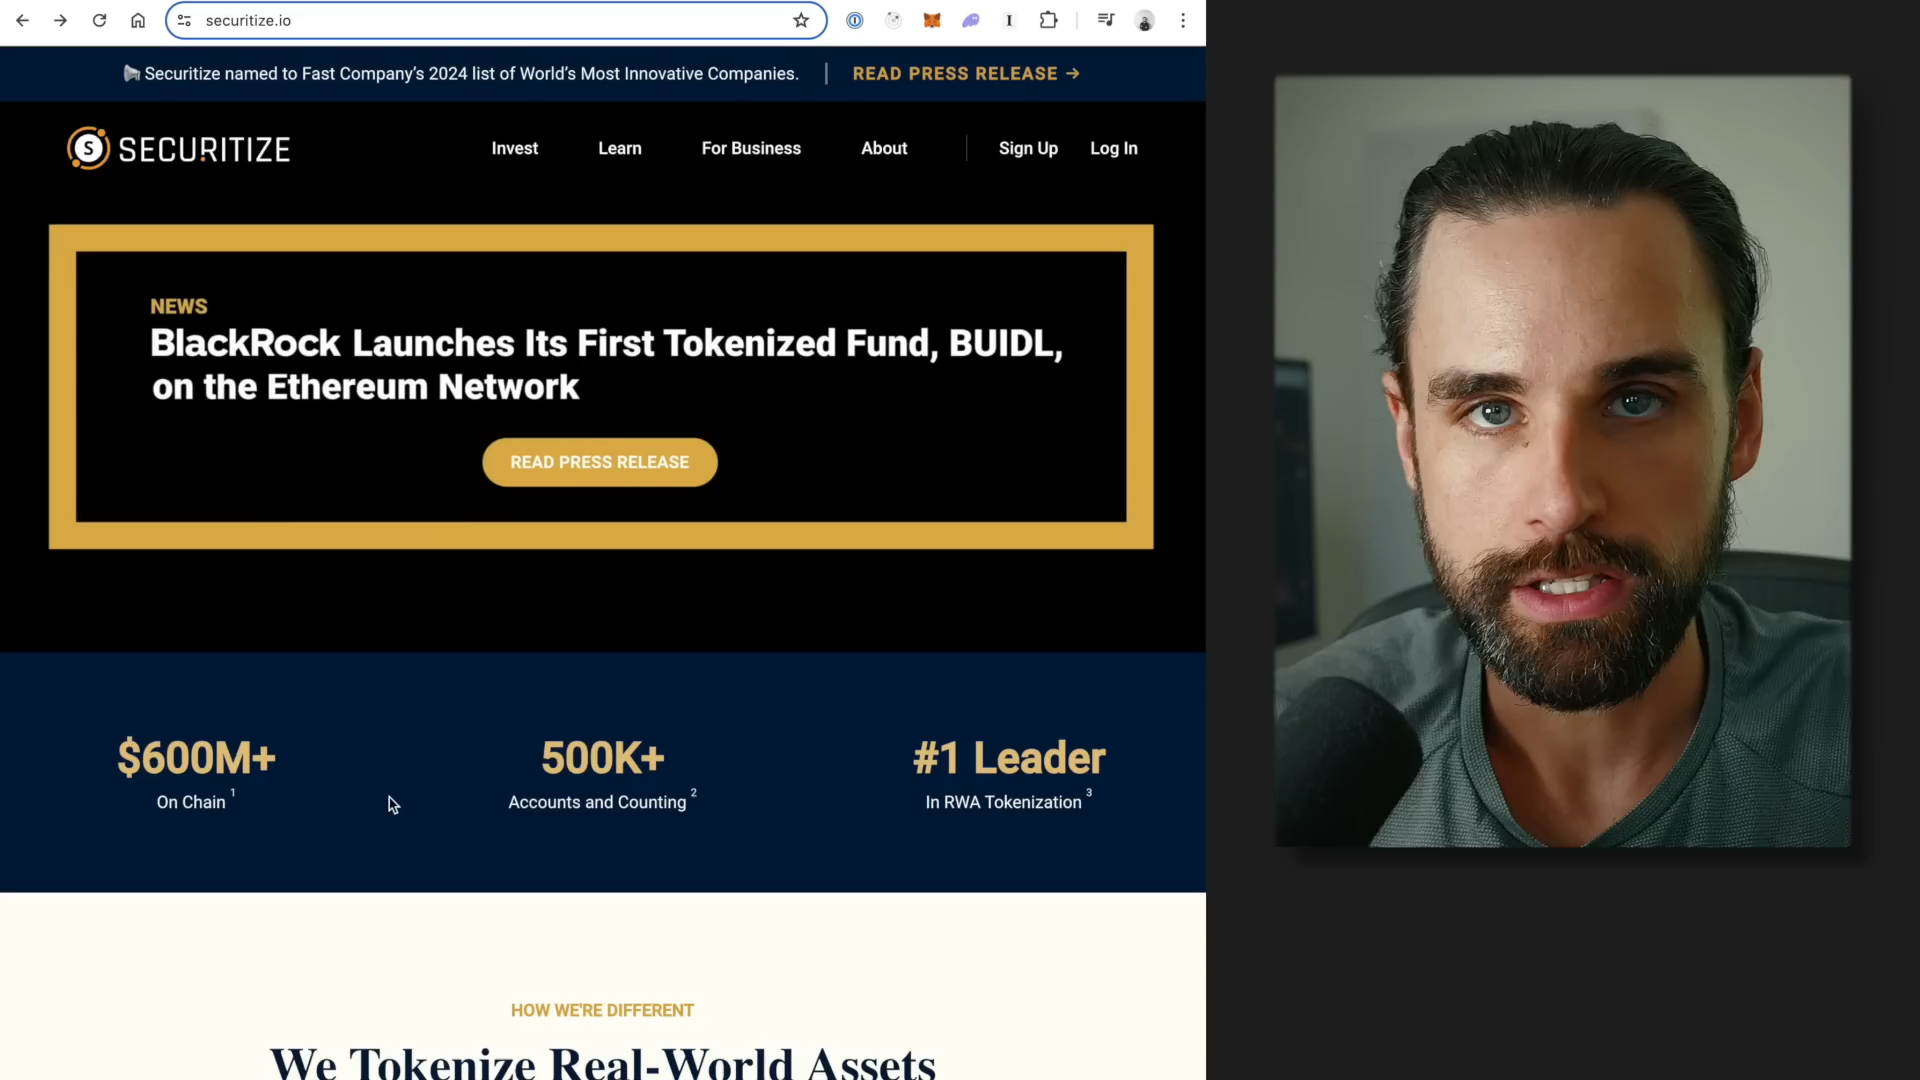 securitize.io
Securitize named to Fast Company's 2024 list of World's Most Innovative Companies. | READ PRESS RELEASE →
S SECURITIZE
Invest Learn For Business About Sign Up Log In
NEWS
BlackRock Launches Its First Tokenized Fund, BUIDL,
on the Ethereum Network
READ PRESS RELEASE
$600M+
On Chain 1
500K+
Accounts and Counting 2
#1 Leader
In RWA Tokenization 3
HOW WE'RE DIFFERENT
We Tokenize Real-World Assets